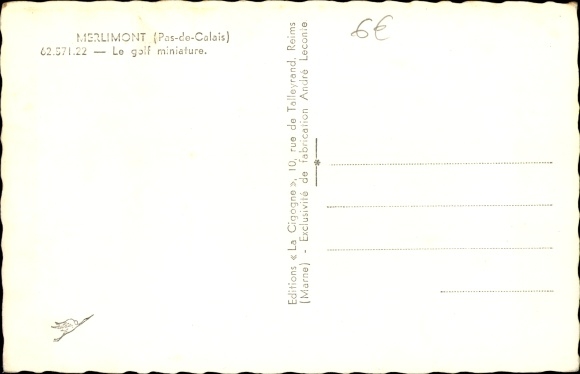 MERLIMONT (Pas-de-Calais)
62.571.22 — Le golf miniature.
6€
Editions « La Cigogne », 10, rue de Talleyrand, Reims
(Marne) - Exclusivité de fabrication André Leconte